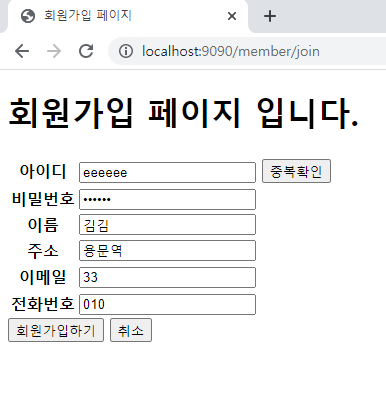 회원가입 페이지
localhost:9090/member/join
회원가입 페이지 입니다.
아이디 eeeeee 중복확인
비밀번호 ••••••
이름 김김
주소 용문역
이메일 33
전화번호 010
회원가입하기 취소